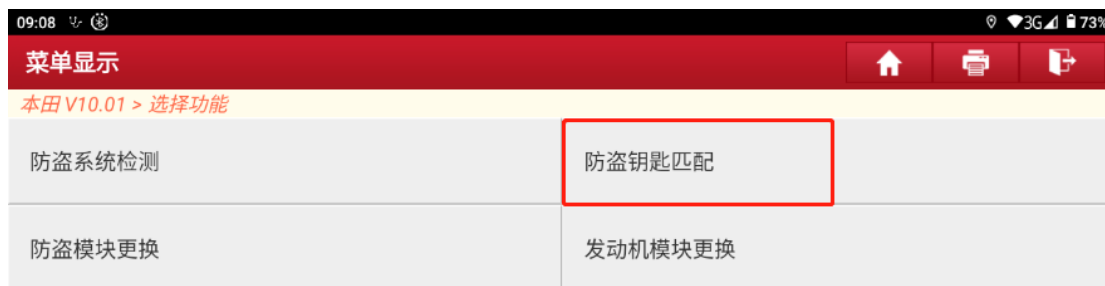 09:08 3G 73%
菜单显示
本田 V10.01 > 选择功能
防盗系统检测 防盗钥匙匹配
防盗模块更换 发动机模块更换